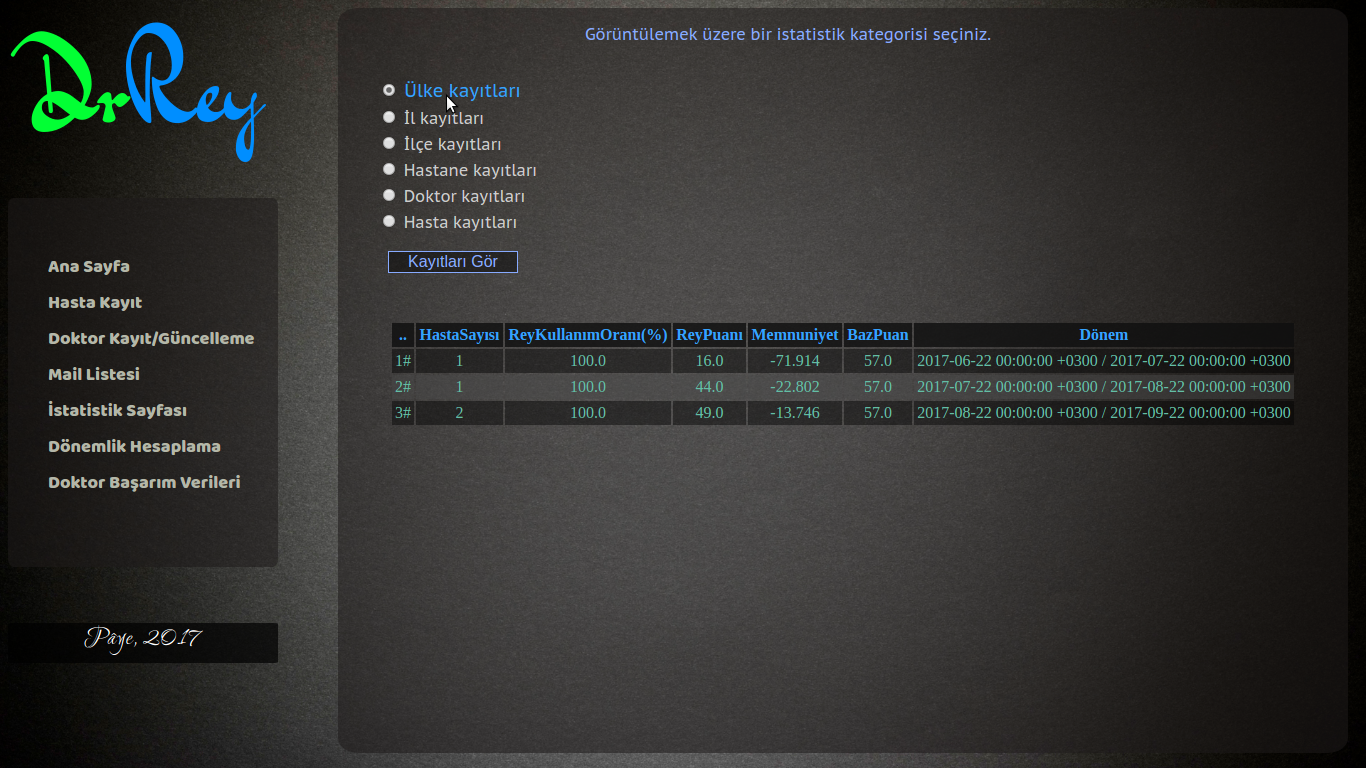 DrRey
Ana Sayfa
Hasta Kayıt
Doktor Kayıt/Güncelleme
Mail Listesi
İstatistik Sayfası
Dönemlik Hesaplama
Doktor Başarım Verileri
Pâye, 2017
Görüntülemek üzere bir istatistik kategorisi seçiniz.
Ülke kayıtları
İl kayıtları
İlçe kayıtları
Hastane kayıtları
Doktor kayıtları
Hasta kayıtları
Kayıtları Gör
.. HastaSayısı ReyKullanımOranı(%) ReyPuanı Memnuniyet BazPuan Dönem
1# 1 100.0 16.0 -71.914 57.0 2017-06-22 00:00:00 +0300 / 2017-07-22 00:00:00 +0300
2# 1 100.0 44.0 -22.802 57.0 2017-07-22 00:00:00 +0300 / 2017-08-22 00:00:00 +0300
3# 2 100.0 49.0 -13.746 57.0 2017-08-22 00:00:00 +0300 / 2017-09-22 00:00:00 +0300